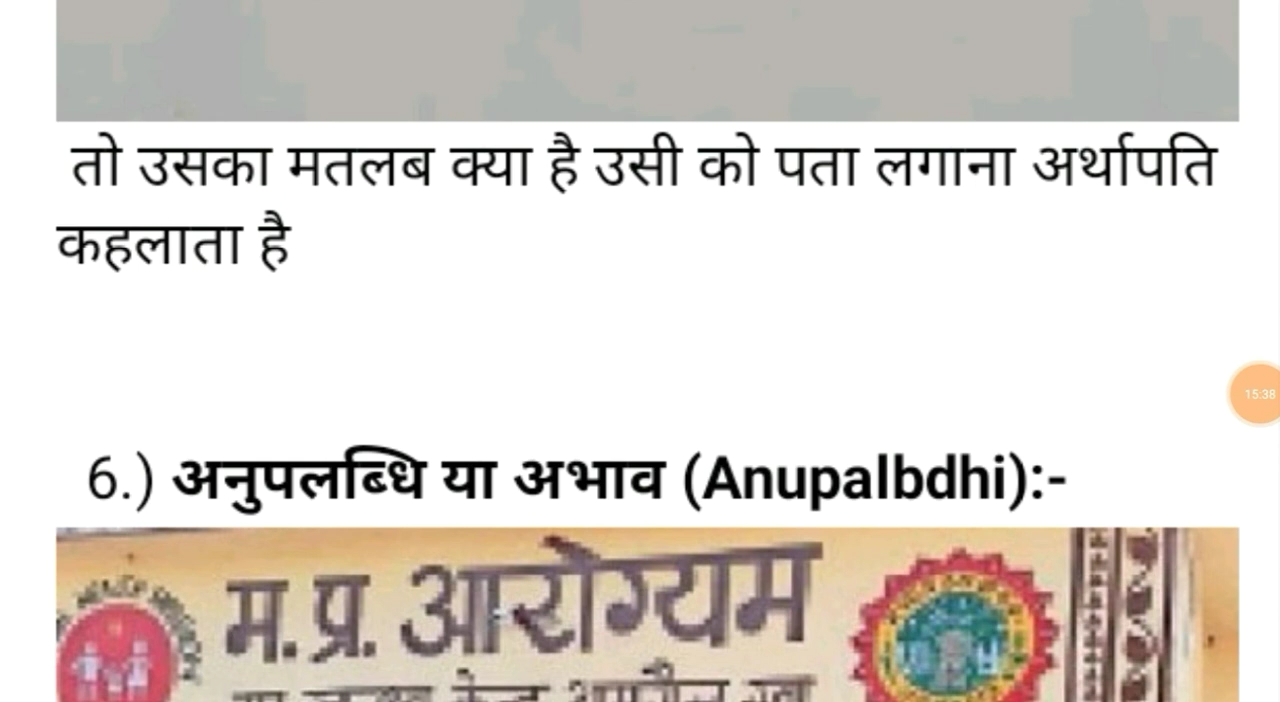 तो उसका मतलब क्या है उसी को पता लगाना अर्थापति
कहलाता है
15:38
6.) अनुपलब्धि या अभाव (Anupalbdhi):-
म.प्र. आरोग्यम